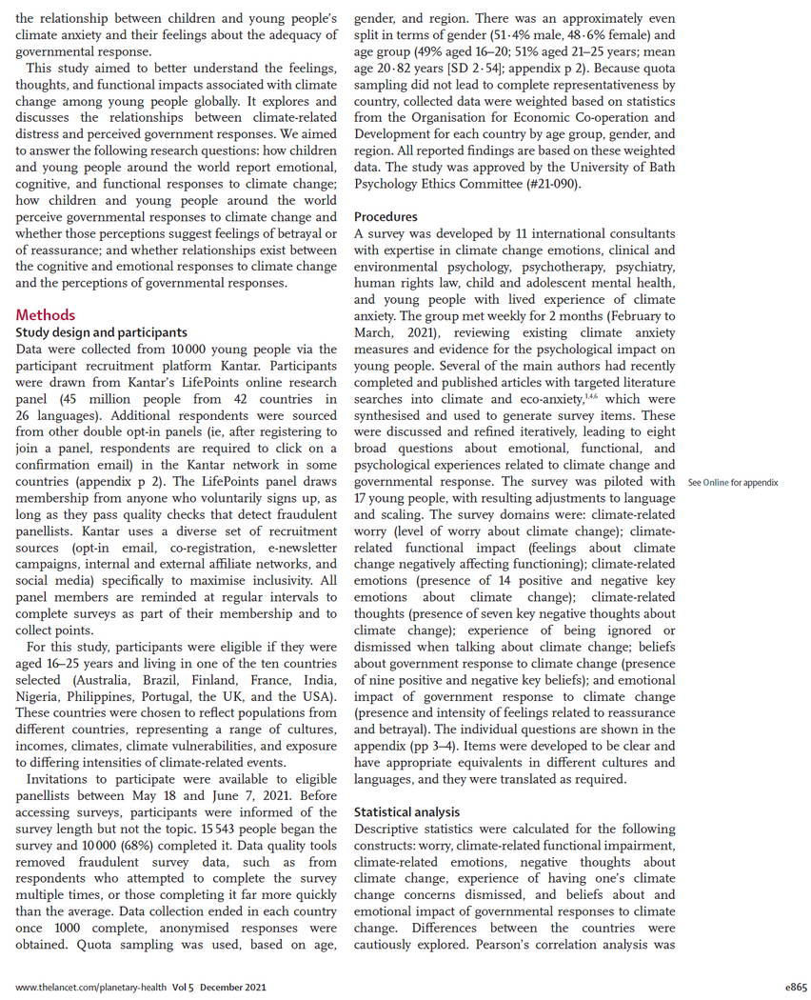 the relationship between children and young people's
climate anxiety and their feelings about the adequacy of
governmental response.
This study aimed to better understand the feelings,
thoughts, and functional impacts associated with climate
change among young people globally. It explores and
discusses the relationships between climate-related
distress and perceived government responses. We aimed
to answer the following research questions: how children
and young people around the world report emotional,
cognitive, and functional responses to climate change;
how children and young people around the world
perceive governmental responses to climate change and
whether those perceptions suggest feelings of betrayal or
of reassurance; and whether relationships exist between
the cognitive and emotional responses to climate change
and the perceptions of governmental responses.
Methods
Study design and participants
Data were collected from 10 000 young people via the
participant recruitment platform Kantar. Participants
were drawn from Kantar's LifePoints online research
panel (45 million people from 42 countries in
26 languages). Additional respondents were sourced
from other double opt-in panels (ie, after registering to
join a panel, respondents are required to click on a
confirmation email) in the Kantar network in some
countries (appendix p 2). The LifePoints panel draws
membership from anyone who voluntarily signs up, as
long as they pass quality checks that detect fraudulent
panellists. Kantar uses a diverse set of recruitment
sources (opt-in email, co-registration, e-newsletter
campaigns, internal and external affiliate networks, and
social media) specifically to maximise inclusivity. All
panel members are reminded at regular intervals to
complete surveys as part of their membership and to
collect points.
For this study, participants were eligible if they were
aged 16–25 years and living in one of the ten countries
selected (Australia, Brazil, Finland, France, India,
Nigeria, Philippines, Portugal, the UK, and the USA).
These countries were chosen to reflect populations from
different countries, representing a range of cultures,
incomes, climates, climate vulnerabilities, and exposure
to differing intensities of climate-related events.
Invitations to participate were available to eligible
panellists between May 18 and June 7, 2021. Before
accessing surveys, participants were informed of the
survey length but not the topic. 15 543 people began the
survey and 10 000 (68%) completed it. Data quality tools
removed fraudulent survey data, such as from
respondents who attempted to complete the survey
multiple times, or those completing it far more quickly
than the average. Data collection ended in each country
once 1000 complete, anonymised responses were
obtained. Quota sampling was used, based on age,
gender, and region. There was an approximately even
split in terms of gender (51·4% male, 48·6% female) and
age group (49% aged 16–20; 51% aged 21–25 years; mean
age 20·82 years [SD 2·54]; appendix p 2). Because quota
sampling did not lead to complete representativeness by
country, collected data were weighted based on statistics
from the Organisation for Economic Co-operation and
Development for each country by age group, gender, and
region. All reported findings are based on these weighted
data. The study was approved by the University of Bath
Psychology Ethics Committee (#21-090).
Procedures
A survey was developed by 11 international consultants
with expertise in climate change emotions, clinical and
environmental psychology, psychotherapy, psychiatry,
human rights law, child and adolescent mental health,
and young people with lived experience of climate
anxiety. The group met weekly for 2 months (February to
March, 2021), reviewing existing climate anxiety
measures and evidence for the psychological impact on
young people. Several of the main authors had recently
completed and published articles with targeted literature
searches into climate and eco-anxiety,1,4,6 which were
synthesised and used to generate survey items. These
were discussed and refined iteratively, leading to eight
broad questions about emotional, functional, and
psychological experiences related to climate change and
governmental response. The survey was piloted with
17 young people, with resulting adjustments to language
and scaling. The survey domains were: climate-related
worry (level of worry about climate change); climate-
related functional impact (feelings about climate
change negatively affecting functioning); climate-related
emotions (presence of 14 positive and negative key
emotions about climate change); climate-related
thoughts (presence of seven key negative thoughts about
climate change); experience of being ignored or
dismissed when talking about climate change; beliefs
about government response to climate change (presence
of nine positive and negative key beliefs); and emotional
impact of government response to climate change
(presence and intensity of feelings related to reassurance
and betrayal). The individual questions are shown in the
appendix (pp 3–4). Items were developed to be clear and
have appropriate equivalents in different cultures and
languages, and they were translated as required.
Statistical analysis
Descriptive statistics were calculated for the following
constructs: worry, climate-related functional impairment,
climate-related emotions, negative thoughts about
climate change, experience of having one's climate
change concerns dismissed, and beliefs about and
emotional impact of governmental responses to climate
change. Differences between the countries were
cautiously explored. Pearson's correlation analysis was
See Online for appendix
www.thelancet.com/planetary-health Vol 5 December 2021
e865